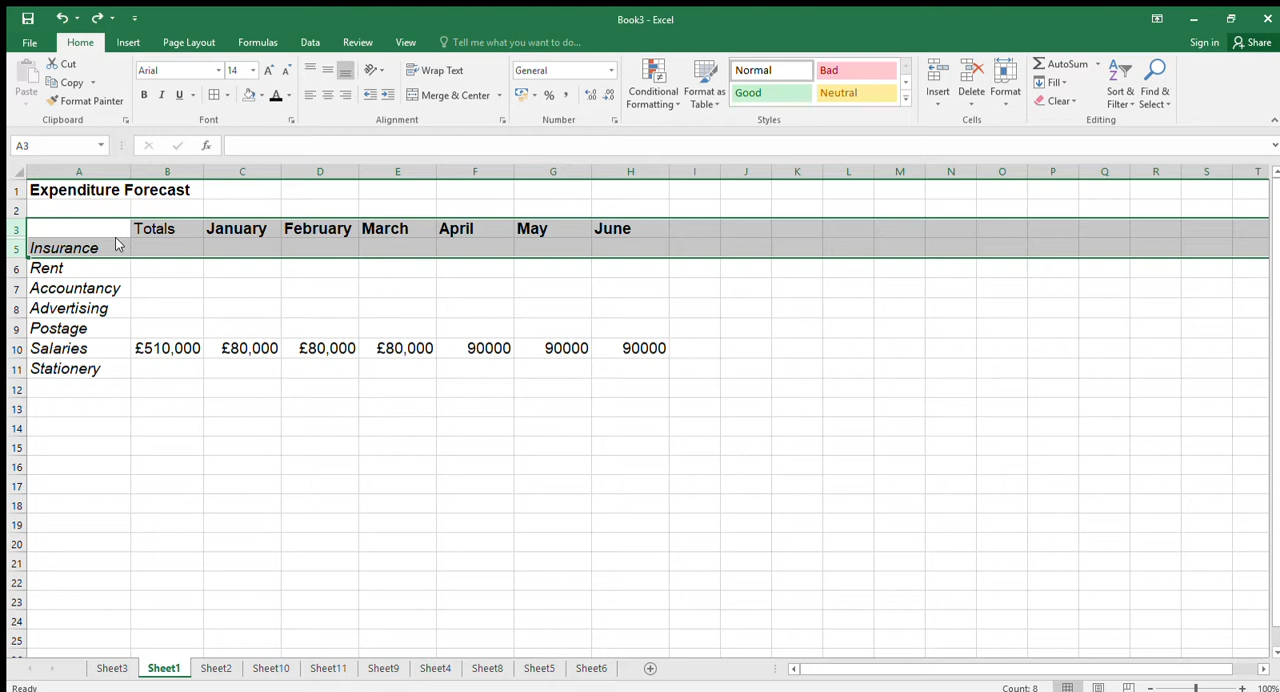 Book3 - Excel
File Home Insert Page Layout Formulas Data Review View Tell me what you want to do... Sign in Share
Paste Cut Copy Format Painter
Clipboard
Arial 14 A A
B I U A
Font
Wrap Text
Merge & Center
Alignment
General
% ,
Number
Conditional Formatting
Format as Table
Normal Bad
Good Neutral
Styles
Insert Delete Format
Cells
AutoSum
Fill
Clear
Sort & Filter
Find & Select
Editing
A3 fx
A B C D E F G H I J K L M N O P Q R S T
1 Expenditure Forecast
2
3 Totals January February March April May June
5 Insurance
6 Rent
7 Accountancy
8 Advertising
9 Postage
10 Salaries £510,000 £80,000 £80,000 £80,000 90000 90000 90000
11 Stationery
12
13
14
15
16
17
18
19
20
21
22
23
24
25
Sheet3 Sheet1 Sheet2 Sheet10 Sheet11 Sheet9 Sheet4 Sheet8 Sheet5 Sheet6
Ready Count: 8 100%